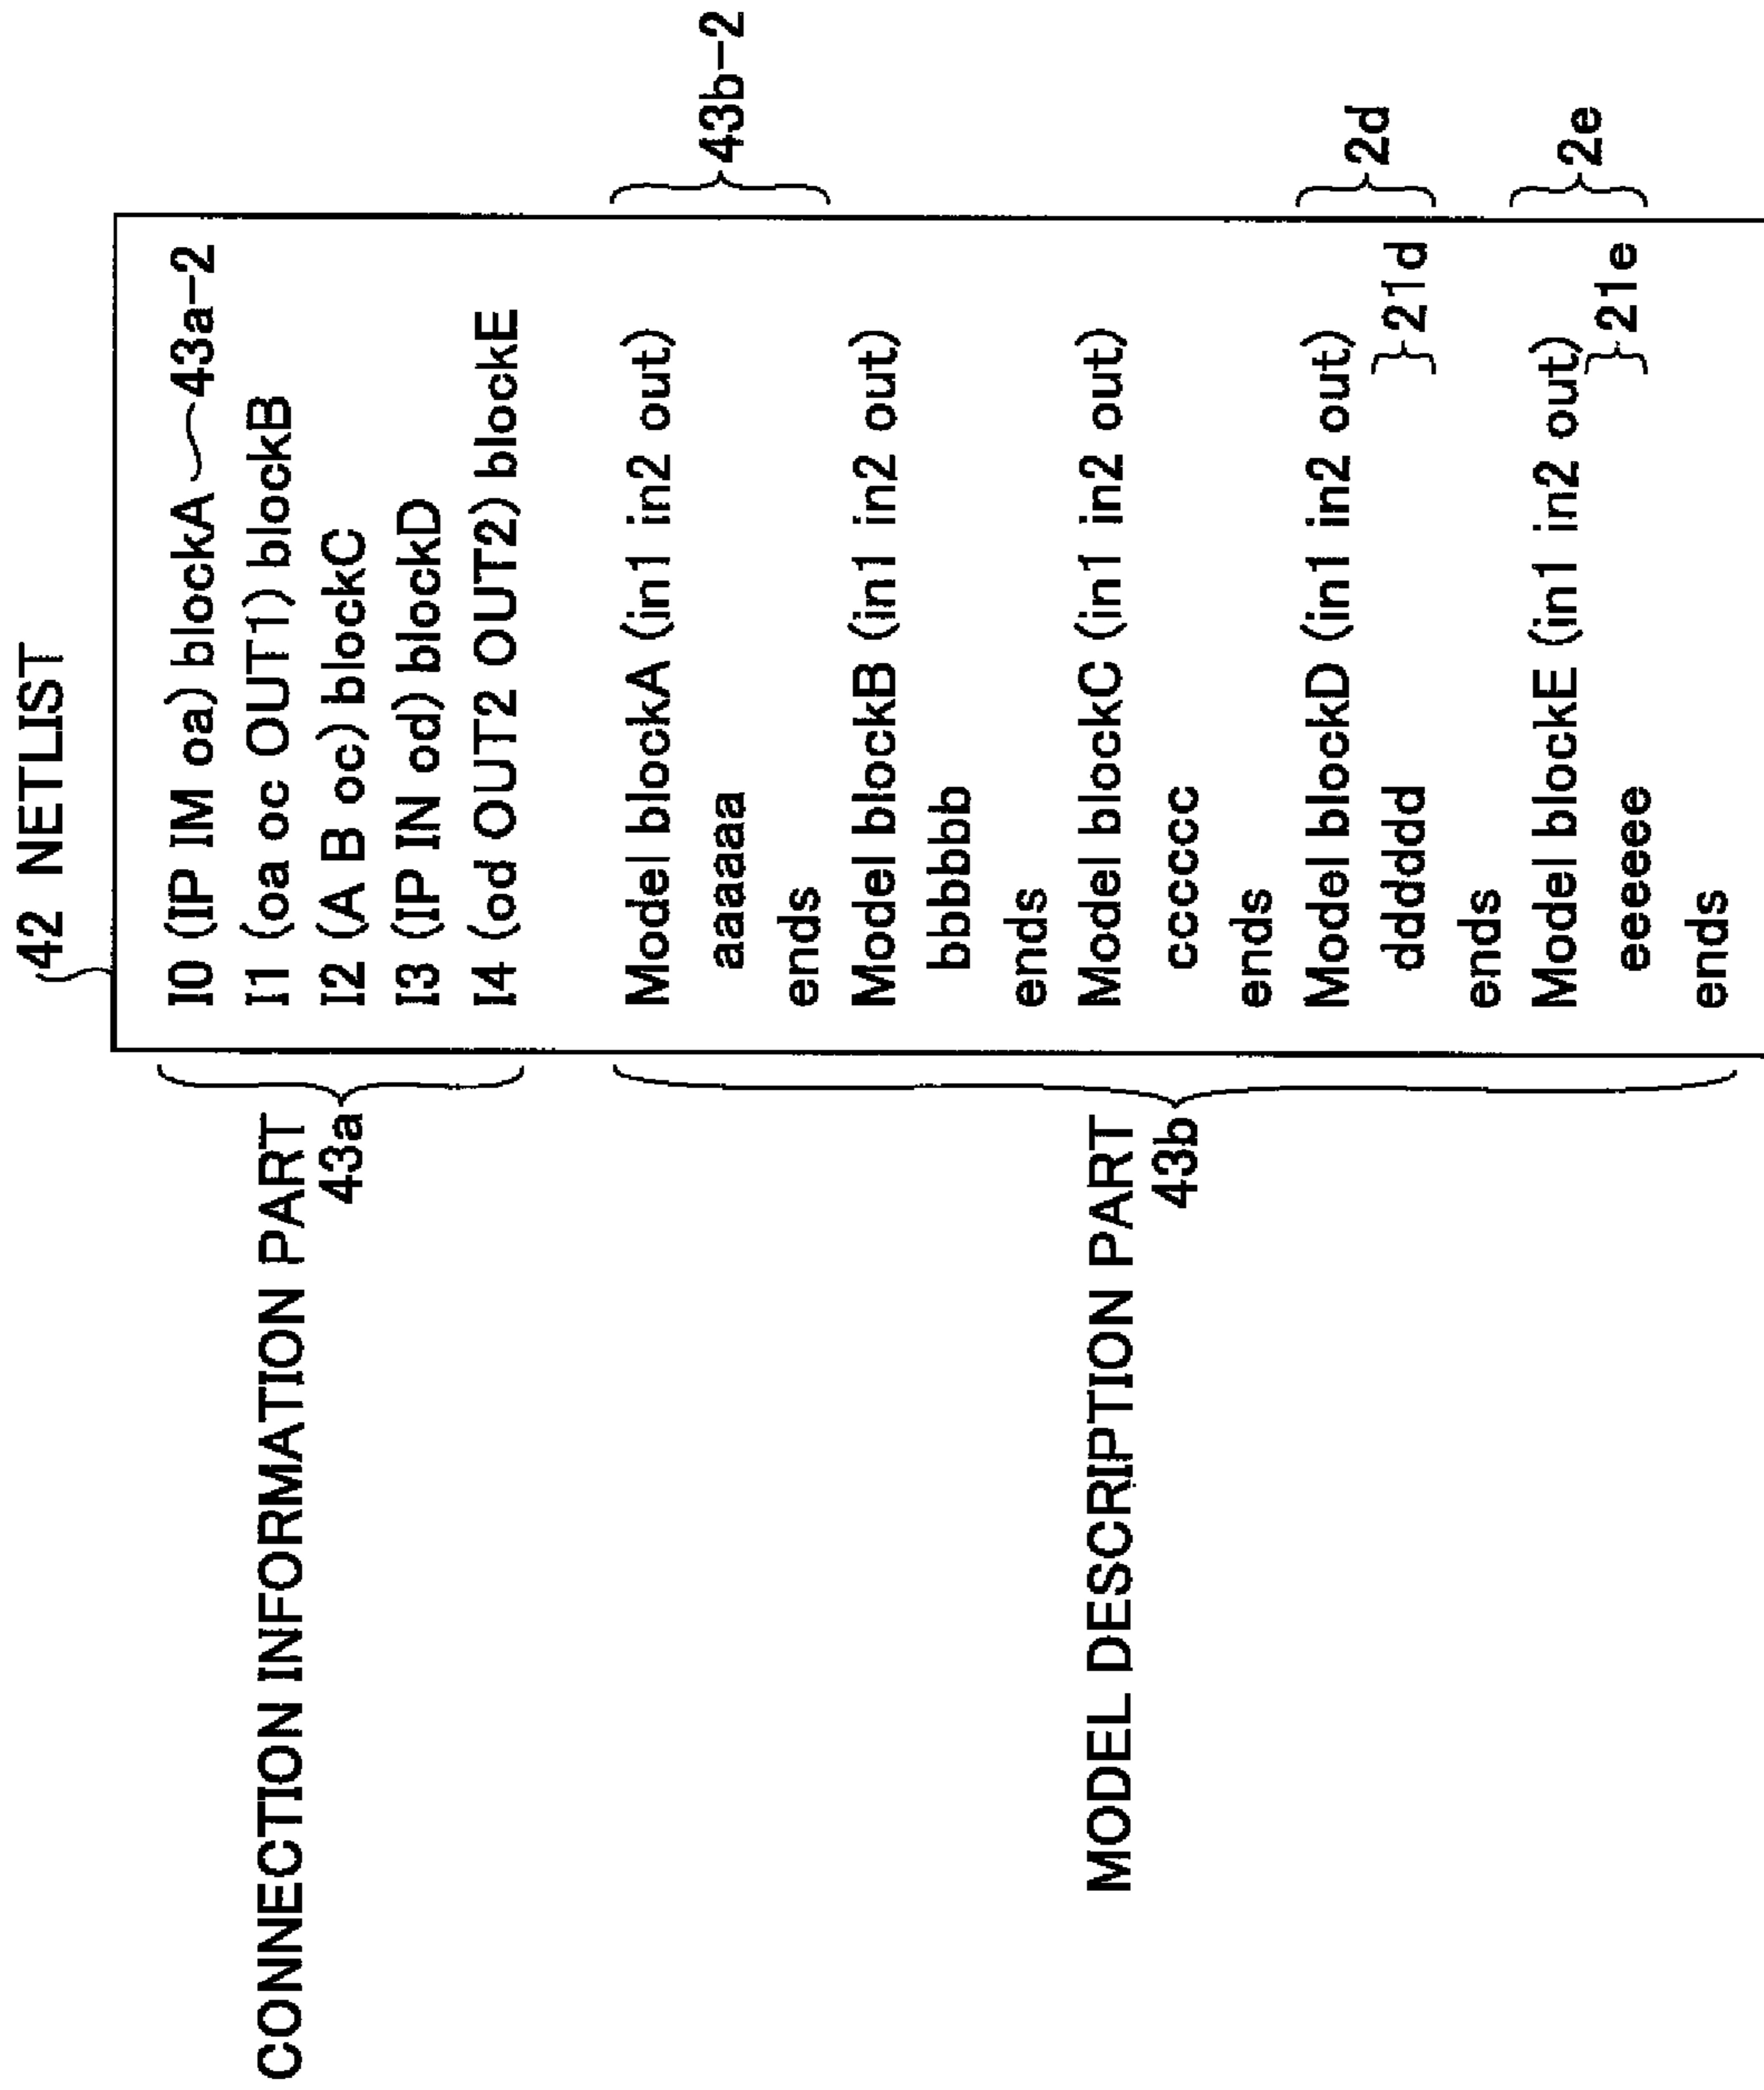 42 NETLIST
I0 (IP IM oa) blockA 43a-2
I1 (oa oc OUT1) blockB
I2 (A B oc) blockC
I3 (IP IN od) blockD
I4 (od OUT2 OUT2) blockE
CONNECTION INFORMATION PART
43a
Model blockA (in1 in2 out)
aaaaaa
ends
43b-2
Model blockB (in1 in2 out)
bbbbbb
ends
Model blockC (in1 in2 out)
cccccc
ends
MODEL DESCRIPTION PART
43b
Model blockD (in1 in2 out)
dddddd 21d
ends
2d
Model blockE (in1 in2 out)
eeeeee 21e
ends
2e